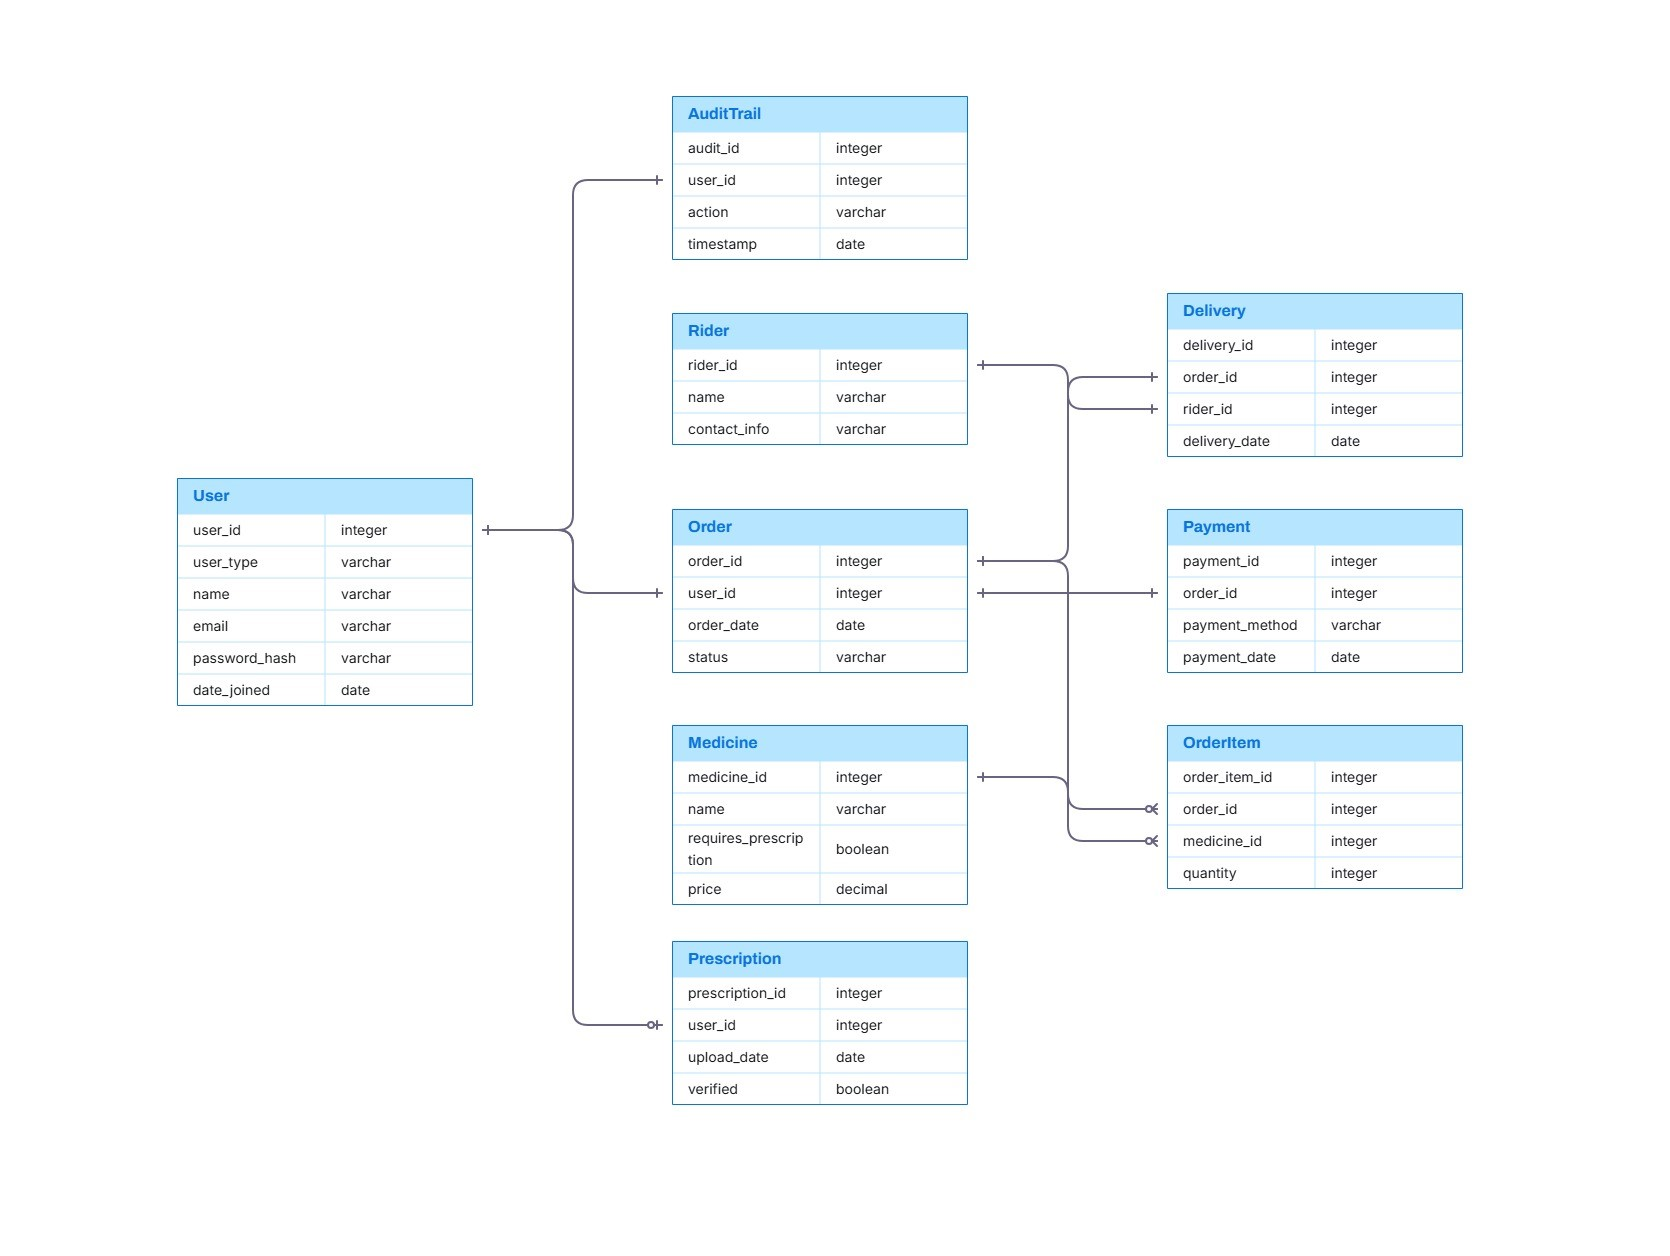 AuditTrail
audit_id integer
user_id integer
action varchar
timestamp date
Rider
rider_id integer
name varchar
contact_info varchar
Delivery
delivery_id integer
order_id integer
rider_id integer
delivery_date date
User
user_id integer
user_type varchar
name varchar
email varchar
password_hash varchar
date_joined date
Order
order_id integer
user_id integer
order_date date
status varchar
Payment
payment_id integer
order_id integer
payment_method varchar
payment_date date
Medicine
medicine_id integer
name varchar
requires_prescrip
tion boolean
price decimal
OrderItem
order_item_id integer
order_id integer
medicine_id integer
quantity integer
Prescription
prescription_id integer
user_id integer
upload_date date
verified boolean